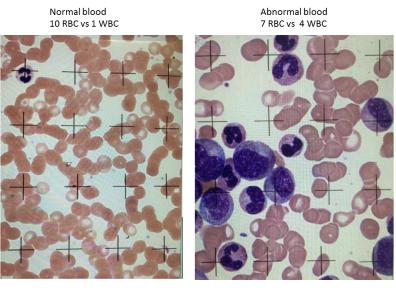 Normal blood
10 RBC vs 1 WBC
Abnormal blood
7 RBC vs 4 WBC